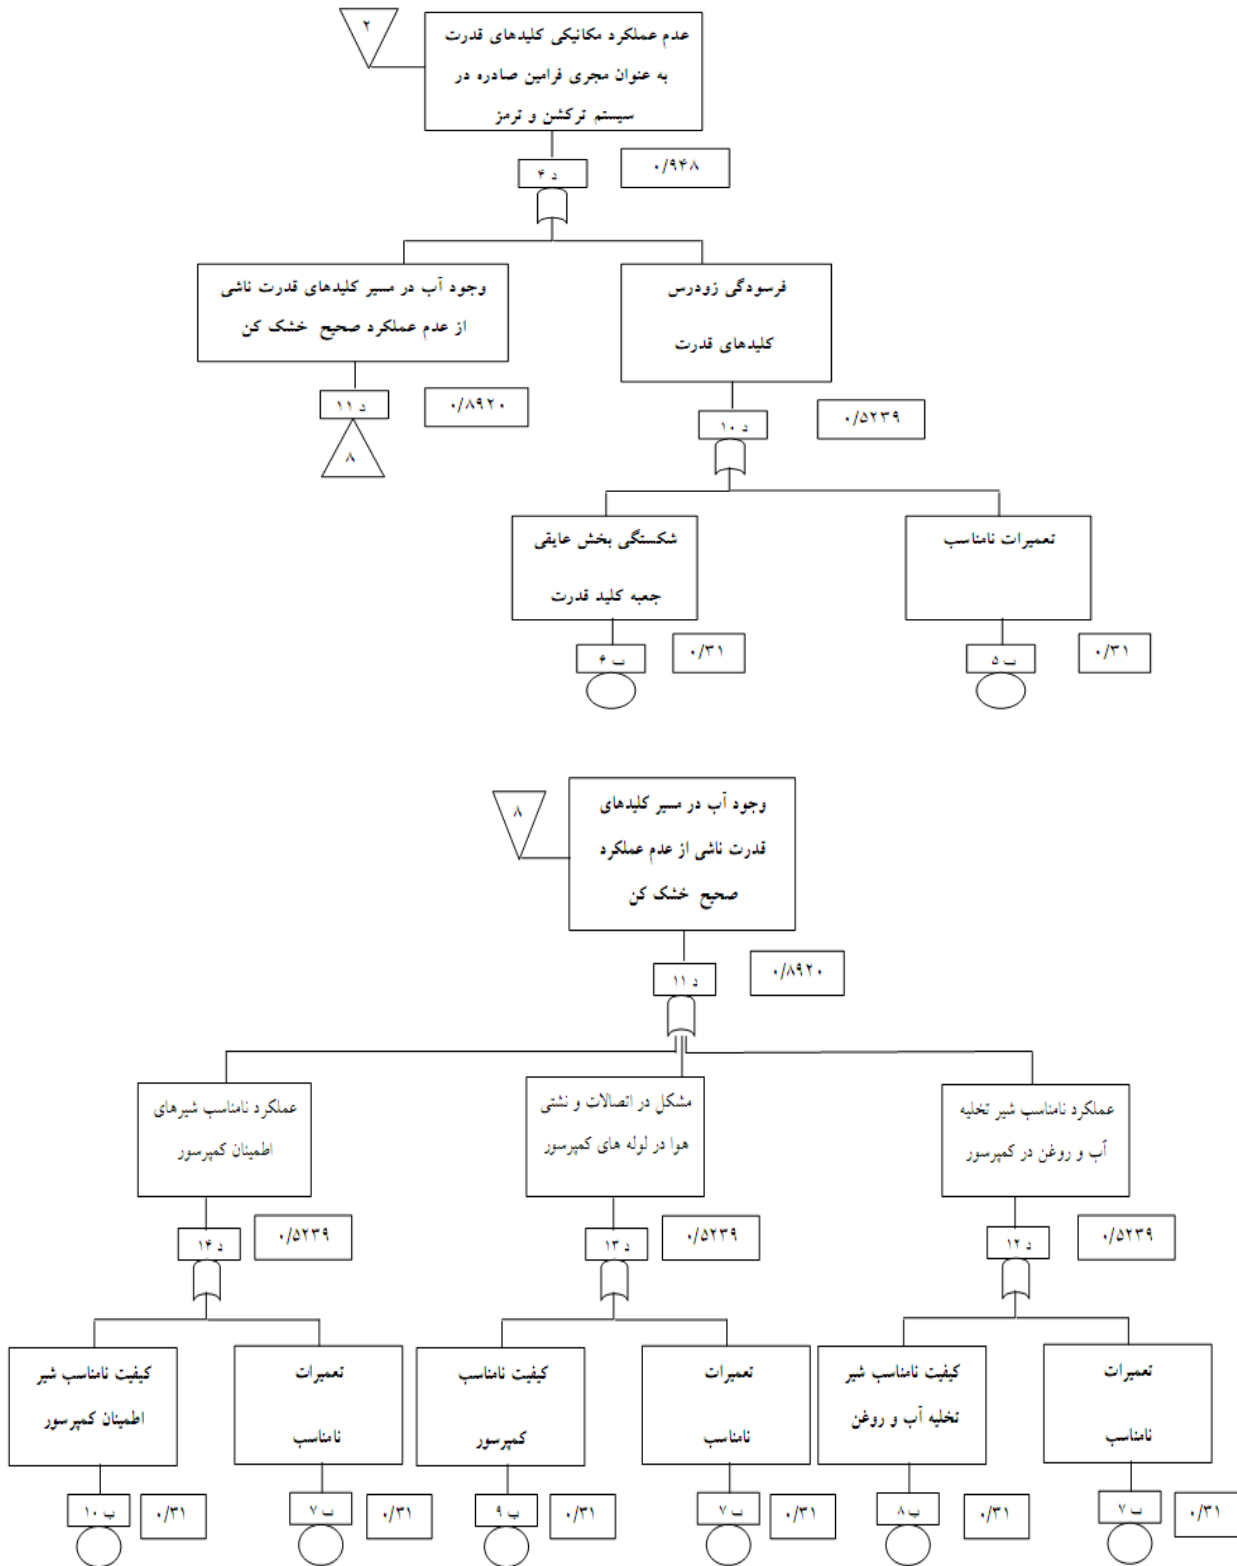 ۲
عدم عملکرد مکانیکی کلیدهای قدرت
به عنوان مجری فرامین صادره در
سیستم ترکشن و ترمز
د ۴
۰/۹۴۸
فرسودگی زودرس
کلیدهای قدرت
وجود آب در مسیر کلیدهای قدرت ناشی
از عدم عملکرد صحیح خشک کن
د ۱۰
۰/۵۲۳۹
د ۱۱
۰/۸۹۲۰
۸
تعمیرات نامناسب
شکستگی بخش عایقی
جعبه کلید قدرت
ب ۵
۰/۳۱
ب ۶
۰/۳۱
۸
وجود آب در مسیر کلیدهای
قدرت ناشی از عدم عملکرد
صحیح خشک کن
د ۱۱
۰/۸۹۲۰
عملکرد نامناسب شیر تخلیه
آب و روغن در کمپرسور
مشکل در اتصالات و نشتی
هوا در لوله های کمپرسور
عملکرد نامناسب شیرهای
اطمینان کمپرسور
د ۱۲
۰/۵۲۳۹
د ۱۳
۰/۵۲۳۹
د ۱۴
۰/۵۲۳۹
تعمیرات
نامناسب
کیفیت نامناسب شیر
تخلیه آب و روغن
تعمیرات
نامناسب
کیفیت نامناسب
کمپرسور
تعمیرات
نامناسب
کیفیت نامناسب شیر
اطمینان کمپرسور
ب ۷
۰/۳۱
ب ۸
۰/۳۱
ب ۷
۰/۳۱
ب ۹
۰/۳۱
ب ۷
۰/۳۱
ب ۱۰
۰/۳۱